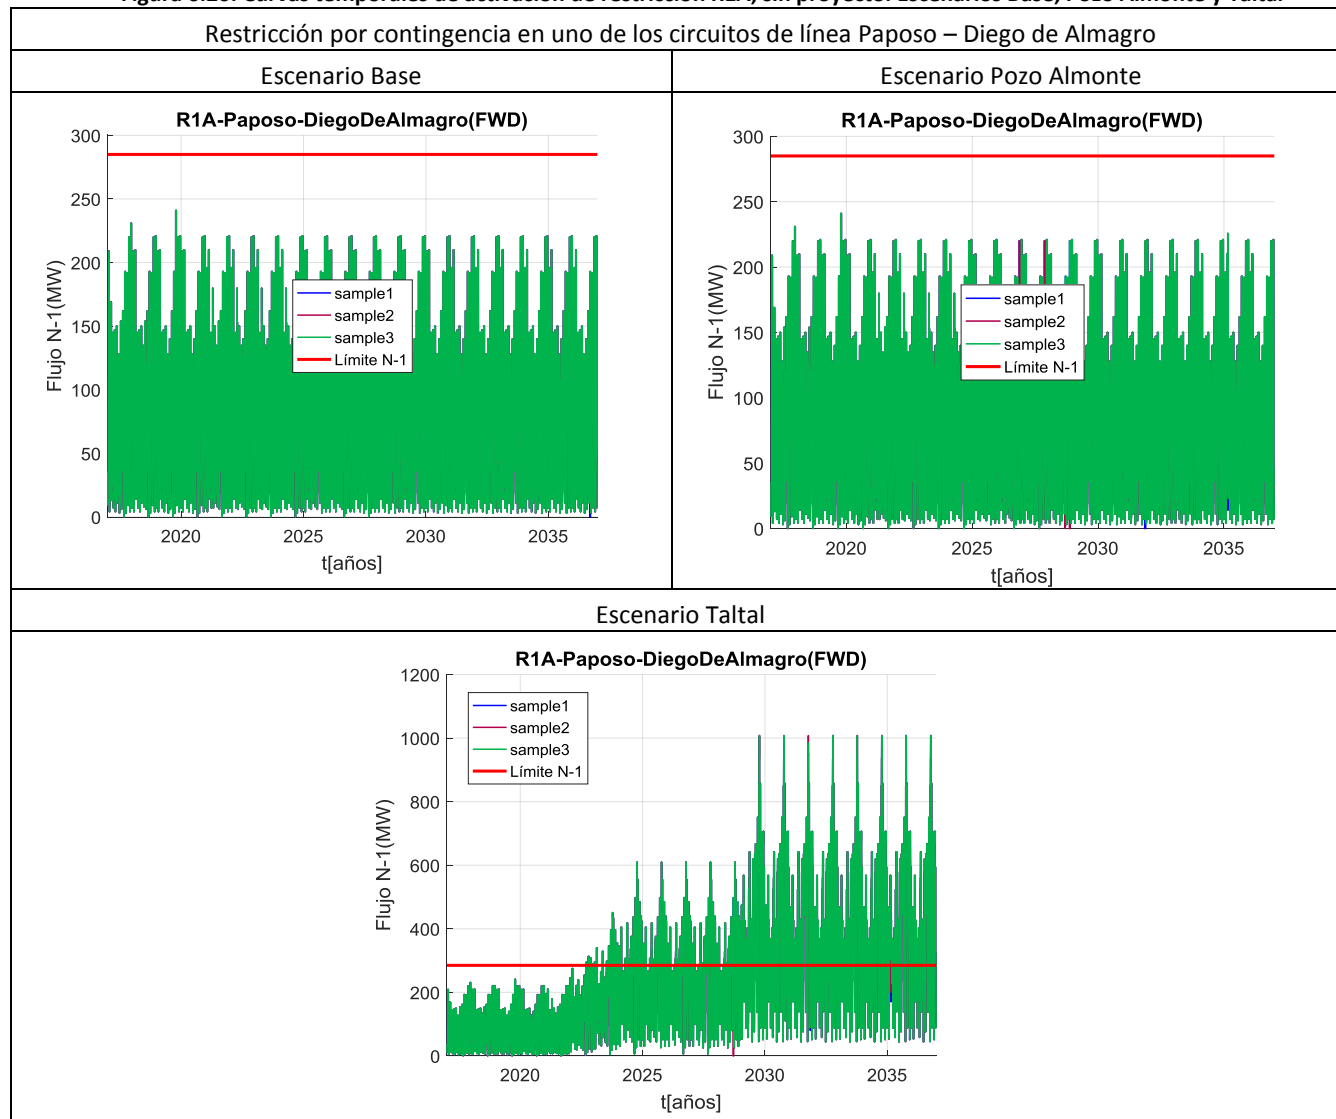 Restricción por contingencia en uno de los circuitos de línea Paposo – Diego de Almagro
Escenario Base
Escenario Pozo Almonte
R1A-Paposo-DiegoDeAlmagro(FWD)
300
250
200
150
100
50
0
Flujo N-1(MW)
sample1
sample2
sample3
Límite N-1
2020
2025
2030
2035
t[años]
R1A-Paposo-DiegoDeAlmagro(FWD)
300
250
200
150
100
50
0
Flujo N-1(MW)
sample1
sample2
sample3
Límite N-1
2020
2025
2030
2035
t[años]
Escenario Taltal
R1A-Paposo-DiegoDeAlmagro(FWD)
1200
1000
800
600
400
200
0
Flujo N-1(MW)
sample1
sample2
sample3
Límite N-1
2020
2025
2030
2035
t[años]